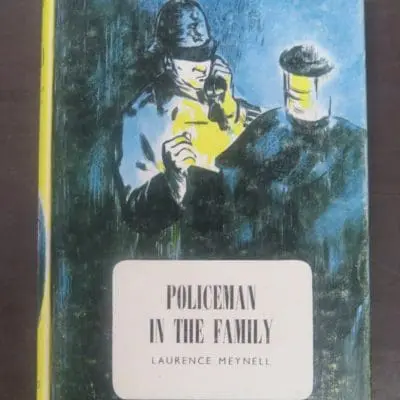 POLICEMAN
IN THE FAMILY
LAURENCE MEYNELL